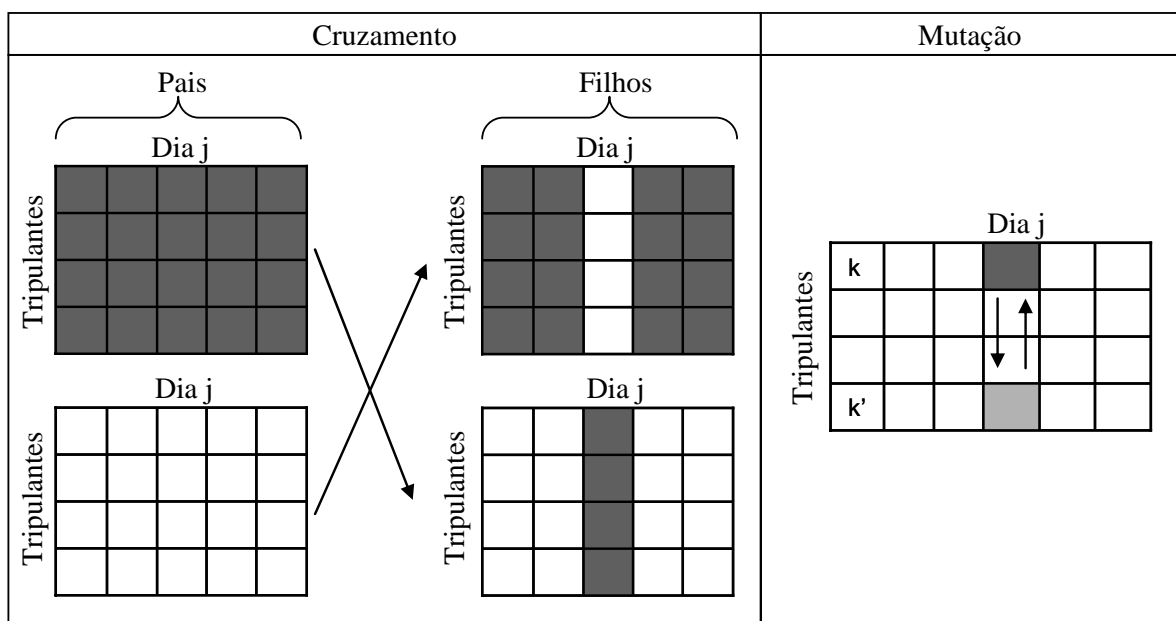 Cruzamento
Mutação
Pais
Filhos
Dia j
Dia j
Tripulantes
Tripulantes
Dia j
Tripulantes
k
k’
Dia j
Dia j
Tripulantes
Tripulantes